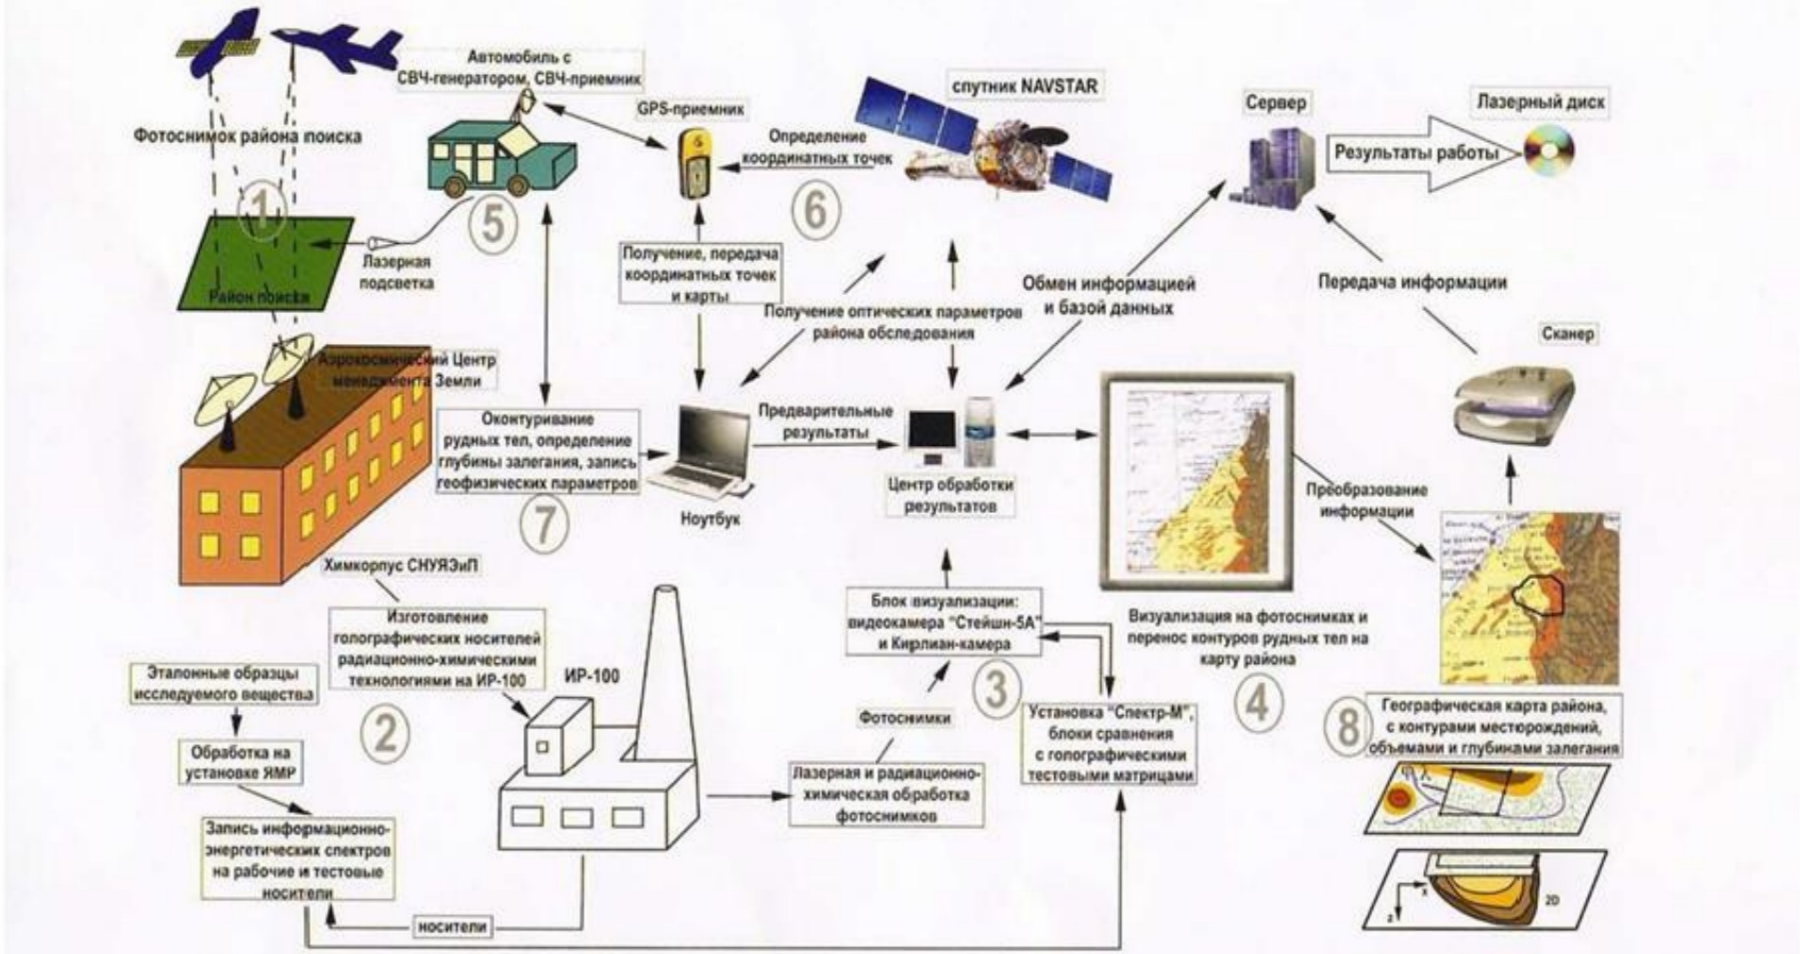 Автомобиль с
СВЧ-генератором, СВЧ-приемник
GPS-приемник
спутник NAVSTAR
Сервер
Лазерный диск
Фотоснимок района поиска
Определение
координатных точек
Результаты работы
1
5
6
Лазерная
подсветка
Район поиска
Получение, передача
координатных точек
и карты
Получение оптических параметров
района обследования
Обмен информацией
и базой данных
Передача информации
Сканер
Аэрокосмический Центр
менеджмента Земли
Оконтуривание
рудных тел, определение
глубины залегания, запись
геофизических параметров
7
Ноутбук
Предварительные
результаты
Центр обработки
результатов
Преобразование
информации
Химкорпус СНУЯЭиП
Изготовление
голографических носителей
радиационно-химическими
технологиями на ИР-100
2
ИР-100
Эталонные образцы
исследуемого вещества
Обработка на
установке ЯМР
Запись информационно-
энергетических спектров
на рабочие и тестовые
носители
носители
Блок визуализации:
видеокамера "Стейшн-5А"
и Кирлиан-камера
3
Фотоснимки
Лазерная и радиационно-
химическая обработка
фотоснимков
Установка "Спектр-М",
блоки сравнения
с голографическими
тестовыми матрицами
Визуализация на фотоснимках и
перенос контуров рудных тел на
карту района
4
8
Географическая карта района,
с контурами месторождений,
объемами и глубинами залегания
X
Z
2D